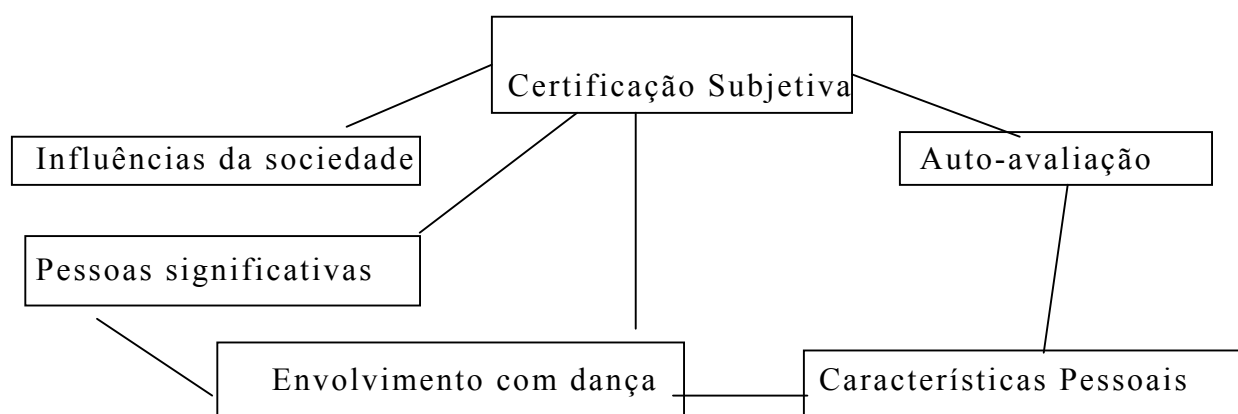 Certificação Subjetiva
Influências da sociedade
Auto-avaliação
Pessoas significativas
Envolvimento com dança
Características Pessoais